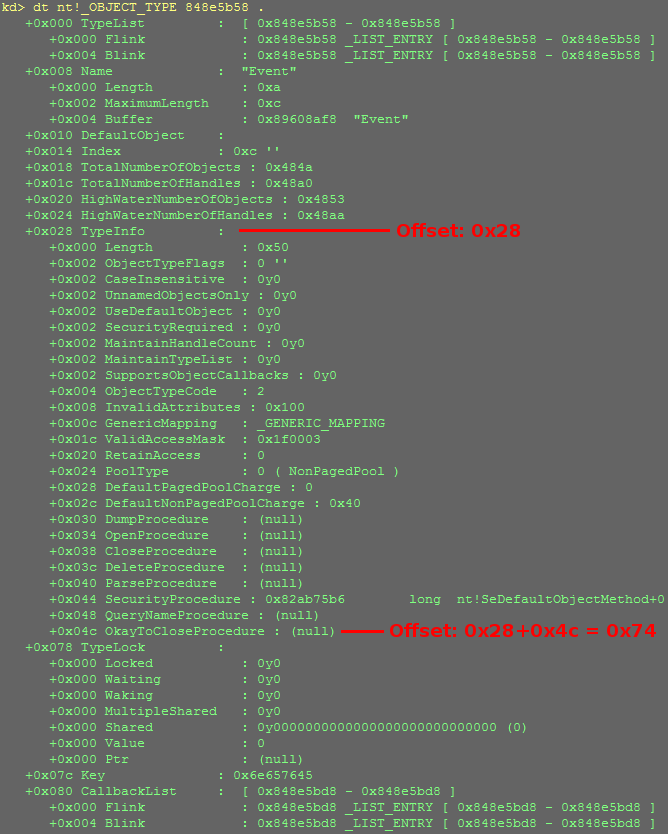 kd> dt nt!_OBJECT_TYPE 848e5b58 .
+0x000 TypeList : [ 0x848e5b58 - 0x848e5b58 ]
+0x000 Flink : 0x848e5b58 _LIST_ENTRY [ 0x848e5b58 - 0x848e5b58 ]
+0x004 Blink : 0x848e5b58 _LIST_ENTRY [ 0x848e5b58 - 0x848e5b58 ]
+0x008 Name : "Event"
+0x000 Length : 0xa
+0x002 MaximumLength : 0xc
+0x004 Buffer : 0x89608af8 "Event"
+0x010 DefaultObject :
+0x014 Index : 0xc ''
+0x018 TotalNumberOfObjects : 0x484a
+0x01c TotalNumberOfHandles : 0x48a0
+0x020 HighWaterNumberOfObjects : 0x4853
+0x024 HighWaterNumberOfHandles : 0x48aa
+0x028 TypeInfo : Offset: 0x28
+0x000 Length : 0x50
+0x002 ObjectTypeFlags : 0 ''
+0x002 CaseInsensitive : 0y0
+0x002 UnnamedObjectsOnly : 0y0
+0x002 UseDefaultObject : 0y0
+0x002 SecurityRequired : 0y0
+0x002 MaintainHandleCount : 0y0
+0x002 MaintainTypeList : 0y0
+0x002 SupportsObjectCallbacks : 0y0
+0x004 ObjectTypeCode : 2
+0x008 InvalidAttributes : 0x100
+0x00c GenericMapping : _GENERIC_MAPPING
+0x01c ValidAccessMask : 0x1f0003
+0x020 RetainAccess : 0
+0x024 PoolType : 0 ( NonPagedPool )
+0x028 DefaultPagedPoolCharge : 0
+0x02c DefaultNonPagedPoolCharge : 0x40
+0x030 DumpProcedure : (null)
+0x034 OpenProcedure : (null)
+0x038 CloseProcedure : (null)
+0x03c DeleteProcedure : (null)
+0x040 ParseProcedure : (null)
+0x044 SecurityProcedure : 0x82ab75b6 long nt!SeDefaultObjectMethod+0
+0x048 QueryNameProcedure : (null)
+0x04c OkayToCloseProcedure : (null) Offset: 0x28+0x4c = 0x74
+0x078 TypeLock :
+0x000 Locked : 0y0
+0x000 Waiting : 0y0
+0x000 Waking : 0y0
+0x000 MultipleShared : 0y0
+0x000 Shared : 0y0000000000000000000000000000 (0)
+0x000 Value : 0
+0x000 Ptr : (null)
+0x07c Key : 0x6e657645
+0x080 CallbackList : [ 0x848e5bd8 - 0x848e5bd8 ]
+0x000 Flink : 0x848e5bd8 _LIST_ENTRY [ 0x848e5bd8 - 0x848e5bd8 ]
+0x004 Blink : 0x848e5bd8 _LIST_ENTRY [ 0x848e5bd8 - 0x848e5bd8 ]